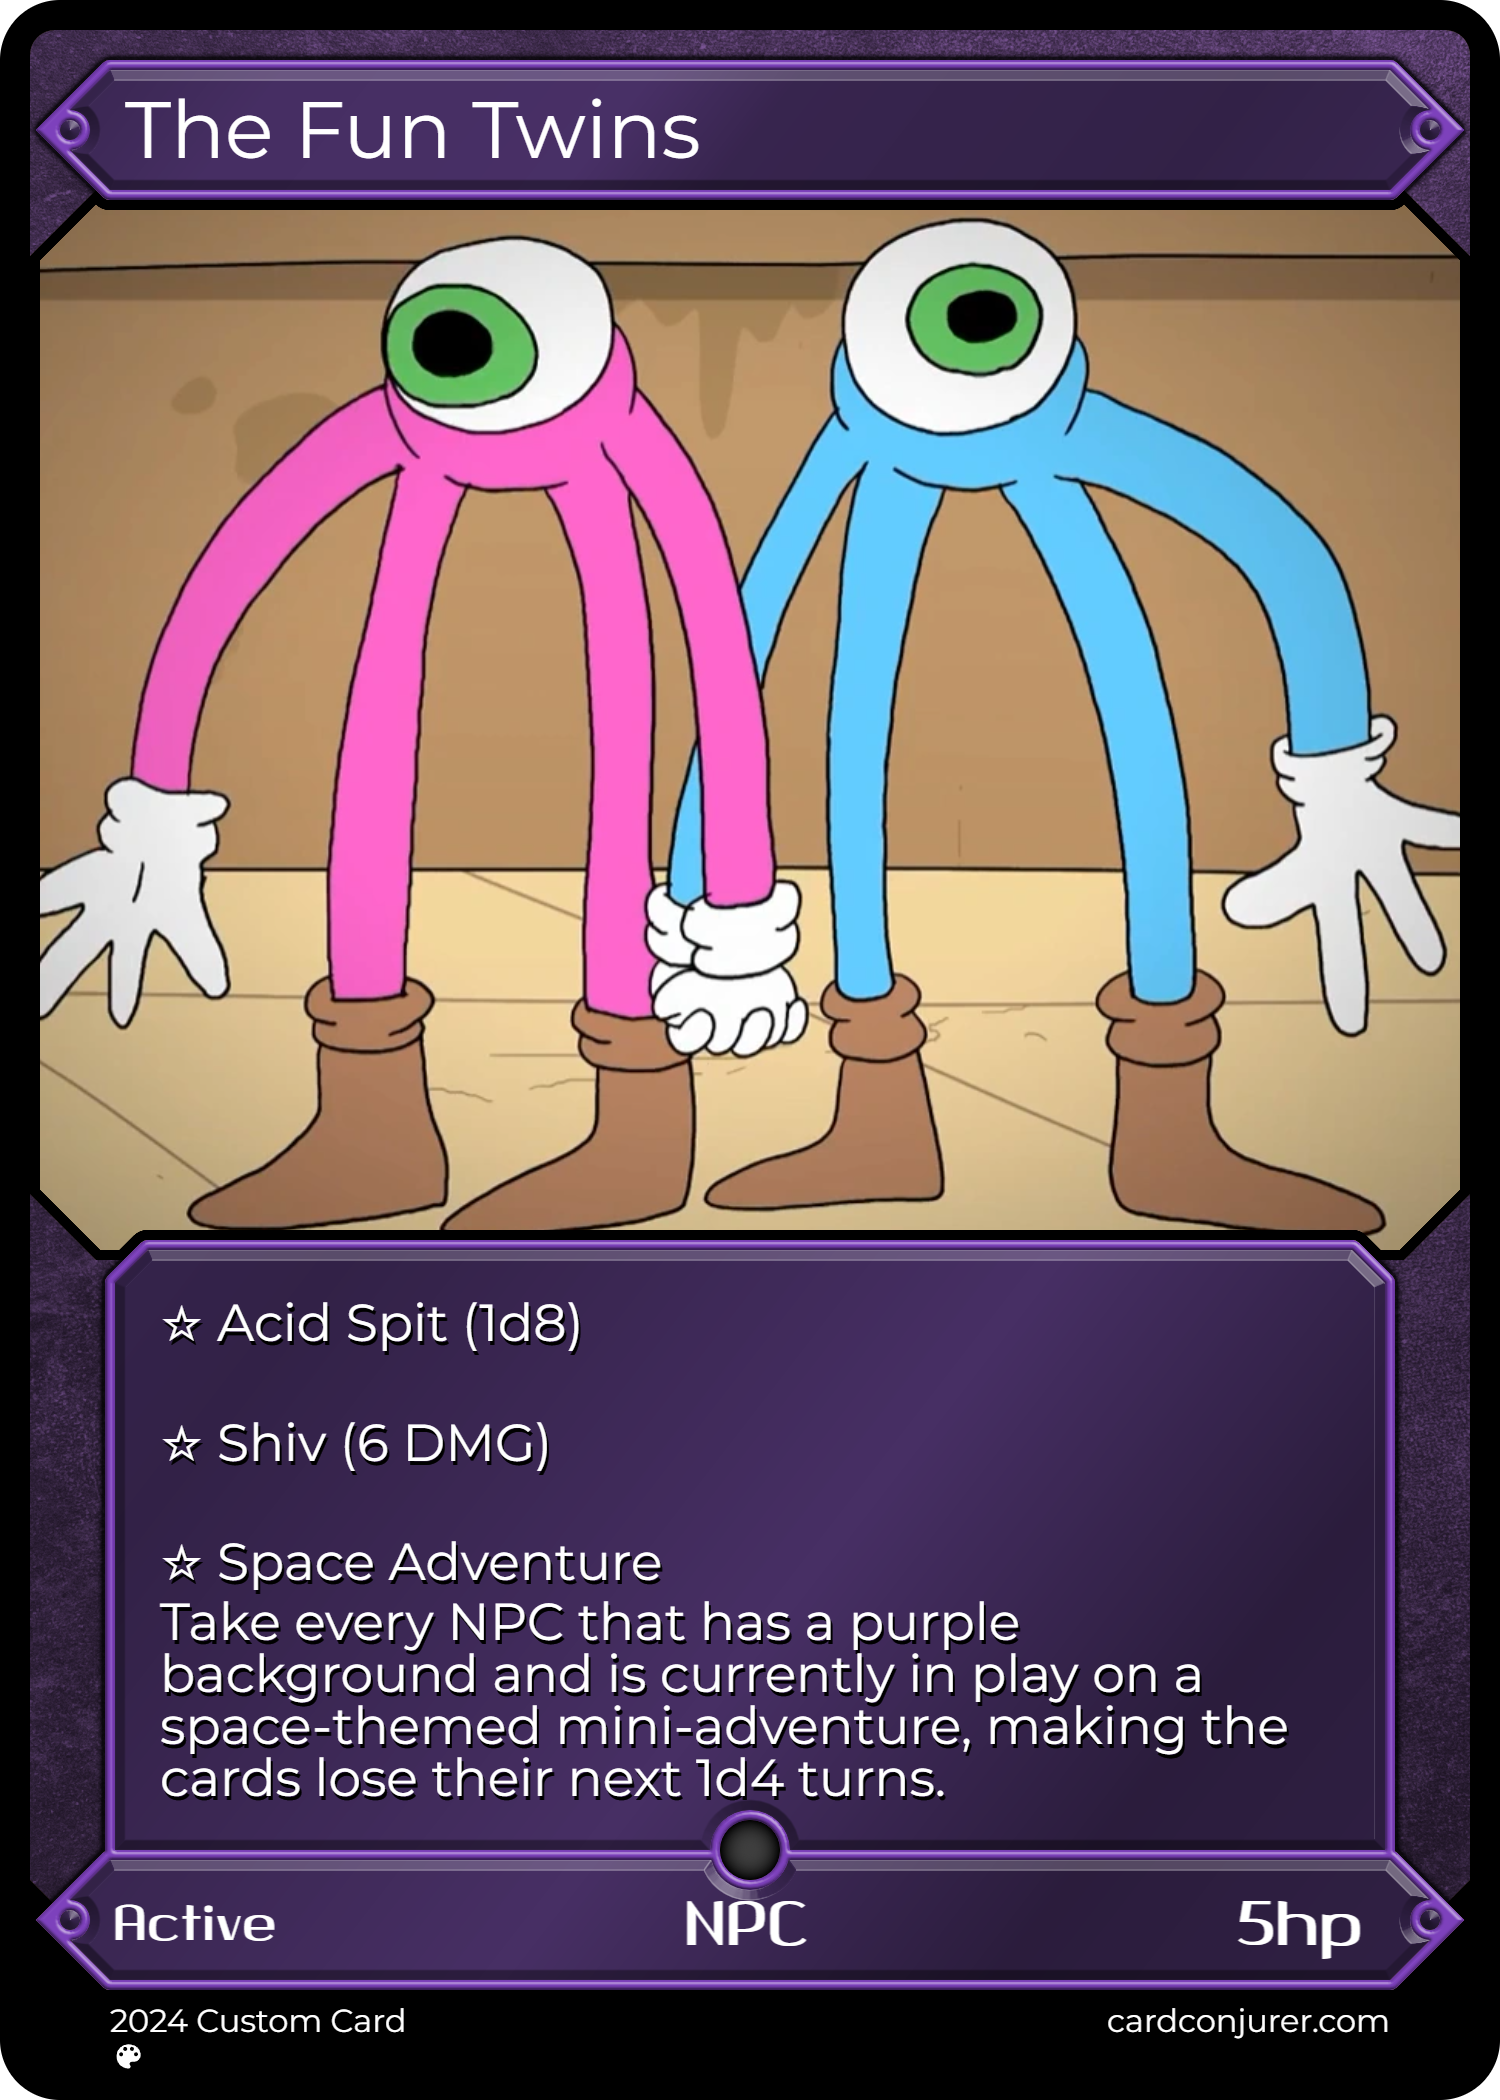 The Fun Twins
☆ Acid Spit (1d8)
☆ Shiv (6 DMG)
☆ Space Adventure
Take every NPC that has a purple
background and is currently in play on a
space-themed mini-adventure, making the
cards lose their next 1d4 turns.
Active NPC 5hp
2024 Custom Card cardconjurer.com